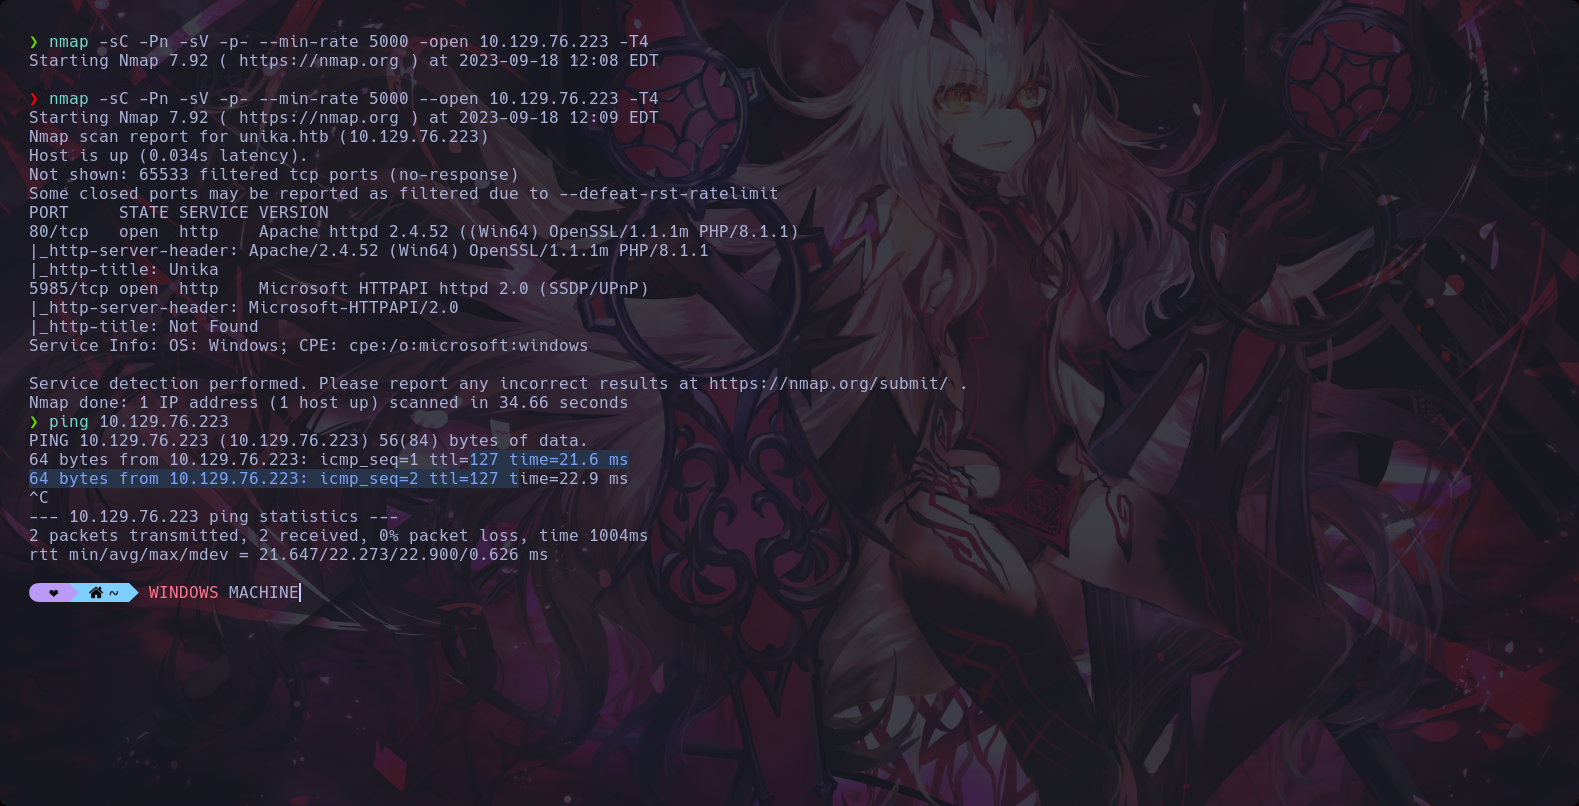 ❯ nmap -sC -Pn -sV -p- --min-rate 5000 -open 10.129.76.223 -T4
Starting Nmap 7.92 ( https://nmap.org ) at 2023-09-18 12:08 EDT
❯ nmap -sC -Pn -sV -p- --min-rate 5000 --open 10.129.76.223 -T4
Starting Nmap 7.92 ( https://nmap.org ) at 2023-09-18 12:09 EDT
Nmap scan report for unika.htb (10.129.76.223)
Host is up (0.034s latency).
Not shown: 65533 filtered tcp ports (no-response)
Some closed ports may be reported as filtered due to --defeat-rst-ratelimit
PORT     STATE SERVICE VERSION
80/tcp   open  http    Apache httpd 2.4.52 ((Win64) OpenSSL/1.1.1m PHP/8.1.1)
|_http-server-header: Apache/2.4.52 (Win64) OpenSSL/1.1.1m PHP/8.1.1
|_http-title: Unika
5985/tcp open  http    Microsoft HTTPAPI httpd 2.0 (SSDP/UPnP)
|_http-server-header: Microsoft-HTTPAPI/2.0
|_http-title: Not Found
Service Info: OS: Windows; CPE: cpe:/o:microsoft:windows
Service detection performed. Please report any incorrect results at https://nmap.org/submit/ .
Nmap done: 1 IP address (1 host up) scanned in 34.66 seconds
❯ ping 10.129.76.223
PING 10.129.76.223 (10.129.76.223) 56(84) bytes of data.
64 bytes from 10.129.76.223: icmp_seq=1 ttl=127 time=21.6 ms
64 bytes from 10.129.76.223: icmp_seq=2 ttl=127 time=22.9 ms
^C
--- 10.129.76.223 ping statistics ---
2 packets transmitted, 2 received, 0% packet loss, time 1004ms
rtt min/avg/max/mdev = 21.647/22.273/22.900/0.626 ms
❤ ~ WINDOWS MACHINE